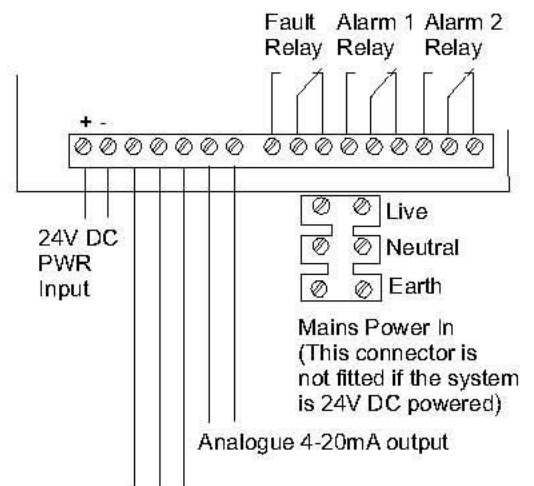 Fault Alarm 1 Alarm 2
Relay Relay Relay
+ -
24V DC
PWR
Input
Live
Neutral
Earth
Mains Power In
(This connector is
not fitted if the system
is 24V DC powered)
Analogue 4-20mA output